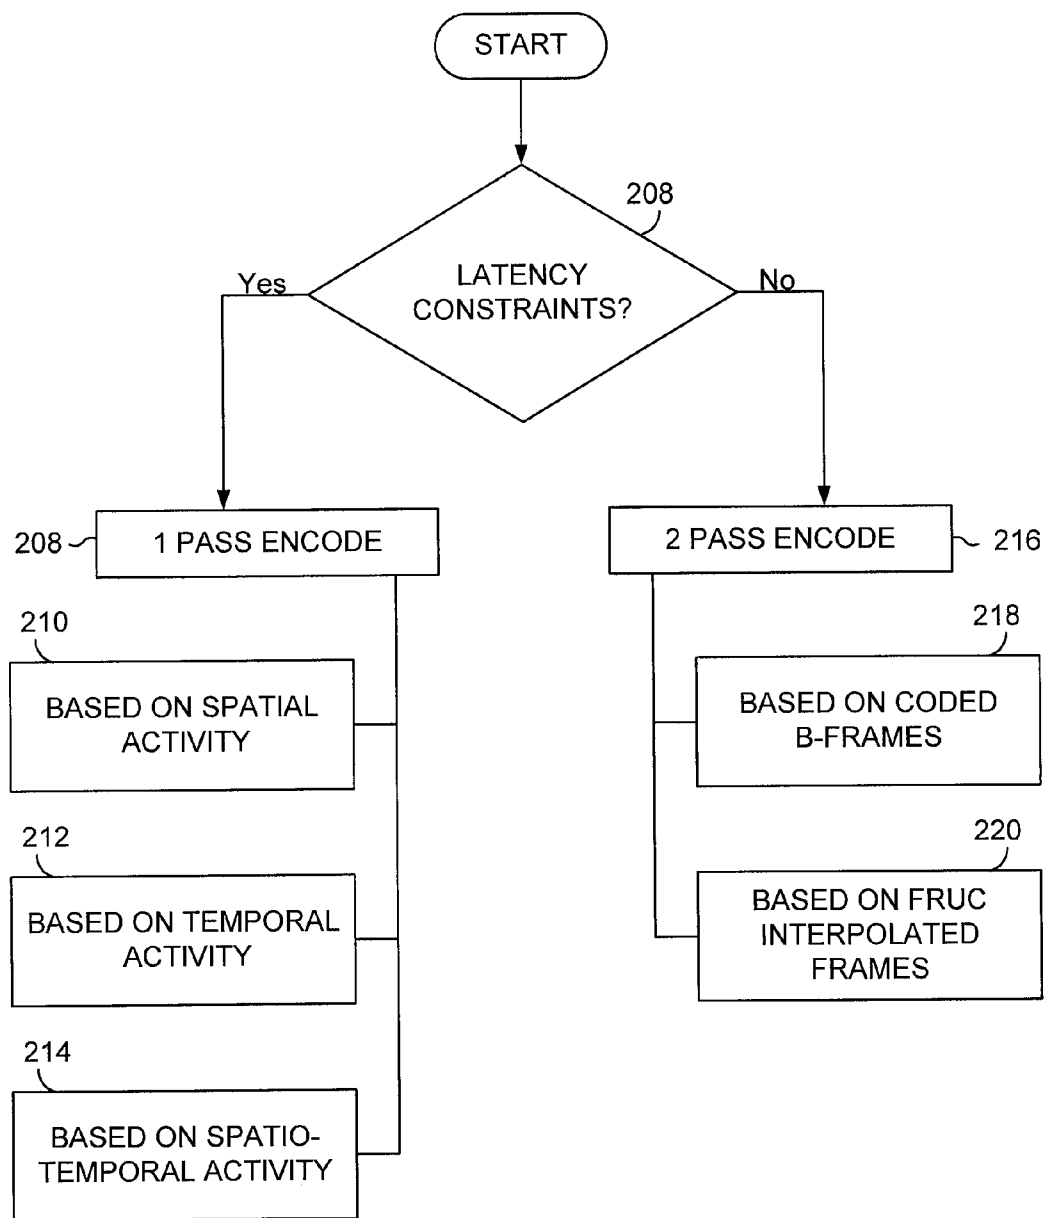 START
208
LATENCY
CONSTRAINTS?
Yes
No
208
1 PASS ENCODE
2 PASS ENCODE
216
210
BASED ON SPATIAL
ACTIVITY
212
BASED ON TEMPORAL
ACTIVITY
214
BASED ON SPATIO-
TEMPORAL ACTIVITY
218
BASED ON CODED
B-FRAMES
220
BASED ON FRUC
INTERPOLATED
FRAMES